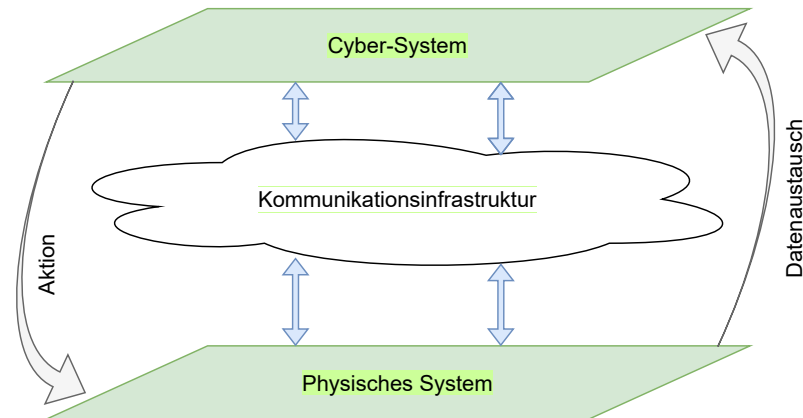 Cyber-System
Kommunikationsinfrastruktur
Aktion
Datenaustausch
Physisches System